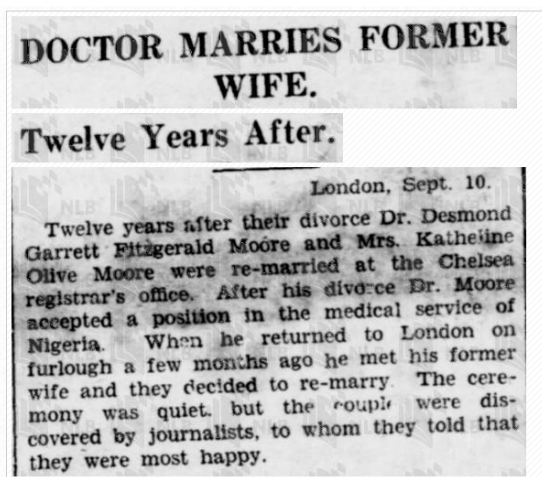 DOCTOR MARRIES FORMER
WIFE.
Twelve Years After.
London, Sept. 10.
Twelve years after their divorce Dr. Desmond
Garrett Fitzgerald Moore and Mrs. Katheline
Olive Moore were re-married at the Chelsea
registrar's office. After his divorce Dr. Moore
accepted a position in the medical service of
Nigeria. When he returned to London on
furlough a few months ago he met his former
wife and they decided to re-marry. The cere-
mony was quiet, but the couple were dis-
covered by journalists, to whom they told that
they were most happy.